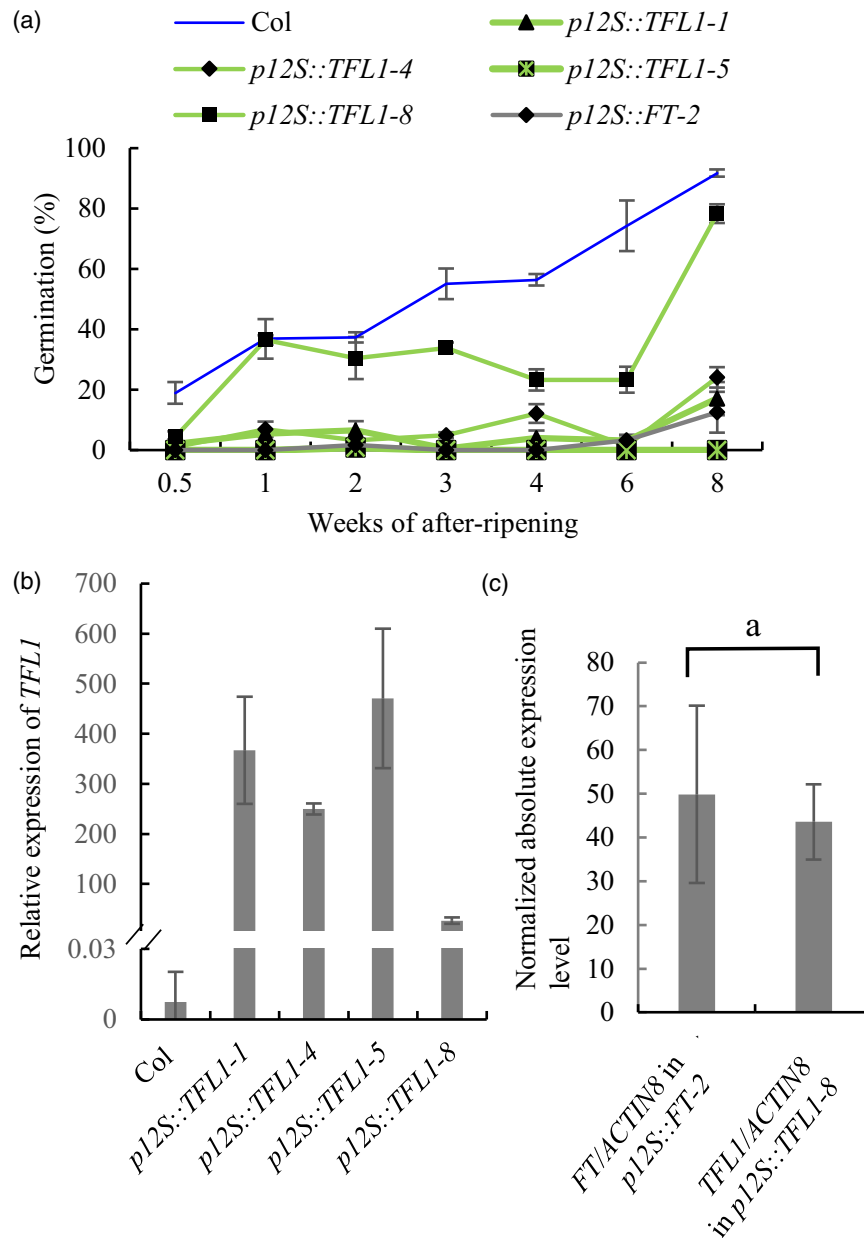 (a)
Col
p12S::TFL1-1
p12S::TFL1-4
p12S::TFL1-5
p12S::TFL1-8
p12S::FT-2
Germination (%)
100
80
60
40
20
0
0.5 1 2 3 4 6 8
Weeks of after-ripening
(b)
Relative expression of TFL1
700
600
500
400
300
200
100
0.03
0
Col
p12S::TFL1-1
p12S::TFL1-4
p12S::TFL1-5
p12S::TFL1-8
(c)
a
Normalized absolute expression
level
80
70
60
50
40
30
20
10
0
FT/ACTIN8 in
p12S::FT-2
TFL1/ACTIN8
in p12S::TFL1-8